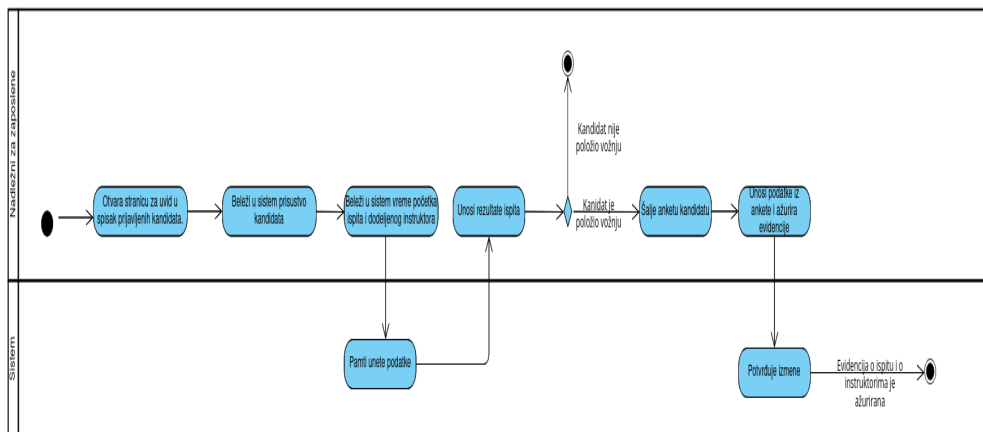 Nadležni za zaposlene
Otvara stranicu za uvid u
spisak prijavljenih kandidata.
Beleži u sistem prisustvo
kandidata
Beleži u sistem vreme početka
ispita i dodeljenog instruktora
Unosi rezultate ispita
Kandidat nije
položio vožnju
Kanidat je
položio vožnju
Šalje anketu kandidatu
Unosi podatke iz
ankete i ažurira
evidencije
Sistem
Pamti unete podatke
Potvrđuje izmene
Evidencija o ispitu i o
instruktorima je
ažurirana